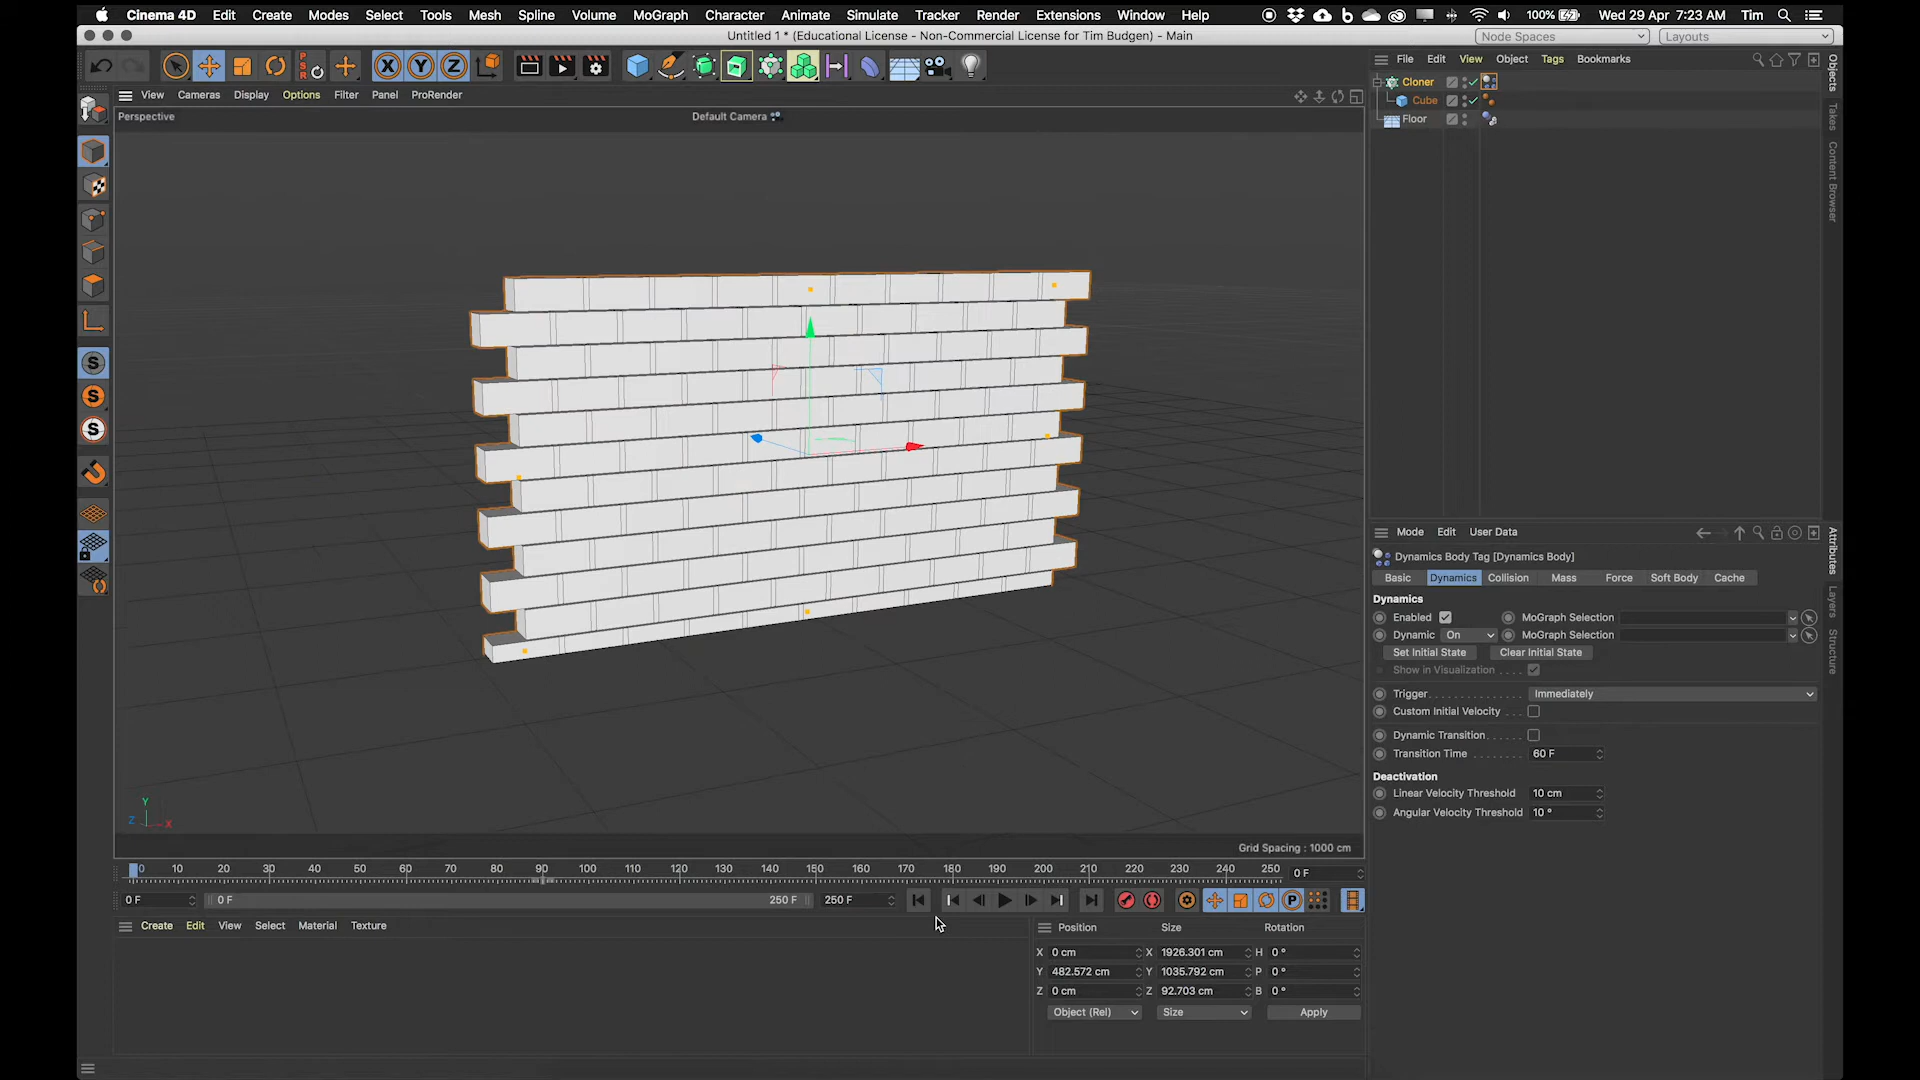 Cinema 4D Edit Create Modes Select Tools Mesh Spline Volume MoGraph Character Animate Simulate Tracker Render Extensions Window Help 100% Wed 29 Apr 7:23 AM Tim
Untitled 1 * (Educational License - Non-Commercial License for Tim Budgen) - Main
Node Spaces Layouts
File Edit View Object Tags Bookmarks
View Cameras Display Options Filter Panel ProRender
Perspective
Default Camera
Cloner
Cube
Floor
Objects
Takes
Content Browser
Mode Edit User Data
Attributes
Layers
Structure
Dynamics Body Tag [Dynamics Body]
Basic Dynamics Collision Mass Force Soft Body Cache
Dynamics
Enabled MoGraph Selection
Dynamic On MoGraph Selection
Set Initial State Clear Initial State
Show in Visualization . . . .
Trigger. . . . . . . . . . . . . . . Immediately
Custom Initial Velocity . . .
Dynamic Transition. . . . . .
Transition Time . . . . . . . . 60 F
Deactivation
Linear Velocity Threshold 10 cm
Angular Velocity Threshold 10 °
Y
Z X
Grid Spacing : 1000 cm
0 10 20 30 40 50 60 70 80 90 100 110 120 130 140 150 160 170 180 190 200 210 220 230 240 250 0 F
0 F 0 F 250 F 250 F
Create Edit View Select Material Texture
Position Size Rotation
X 0 cm X 1926.301 cm H 0 °
Y 482.572 cm Y 1035.792 cm P 0 °
Z 0 cm Z 92.703 cm B 0 °
Object (Rel) Size Apply